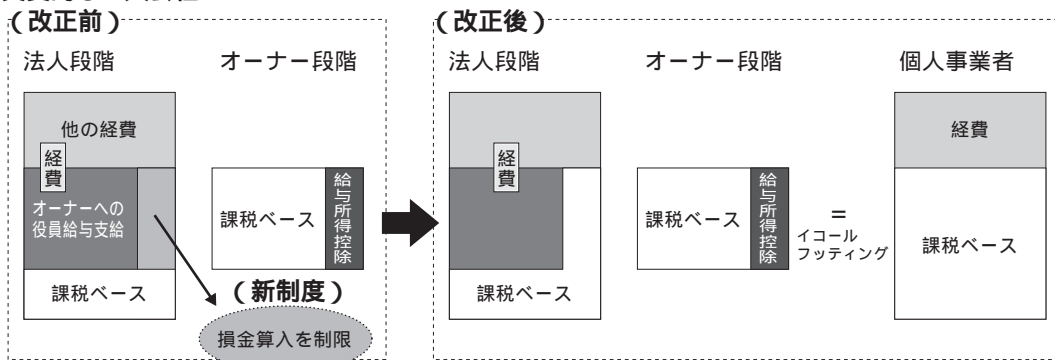 (改正前)
法人段階
オーナー段階
他の経費
経費
オーナーへの
役員給与支給
課税ベース
課税ベース
給与所得控除
(新制度)
損金算入を制限
(改正後)
法人段階
オーナー段階
個人事業者
経費
課税ベース
給与所得控除
=
イコール
フッティング
経費
課税ベース